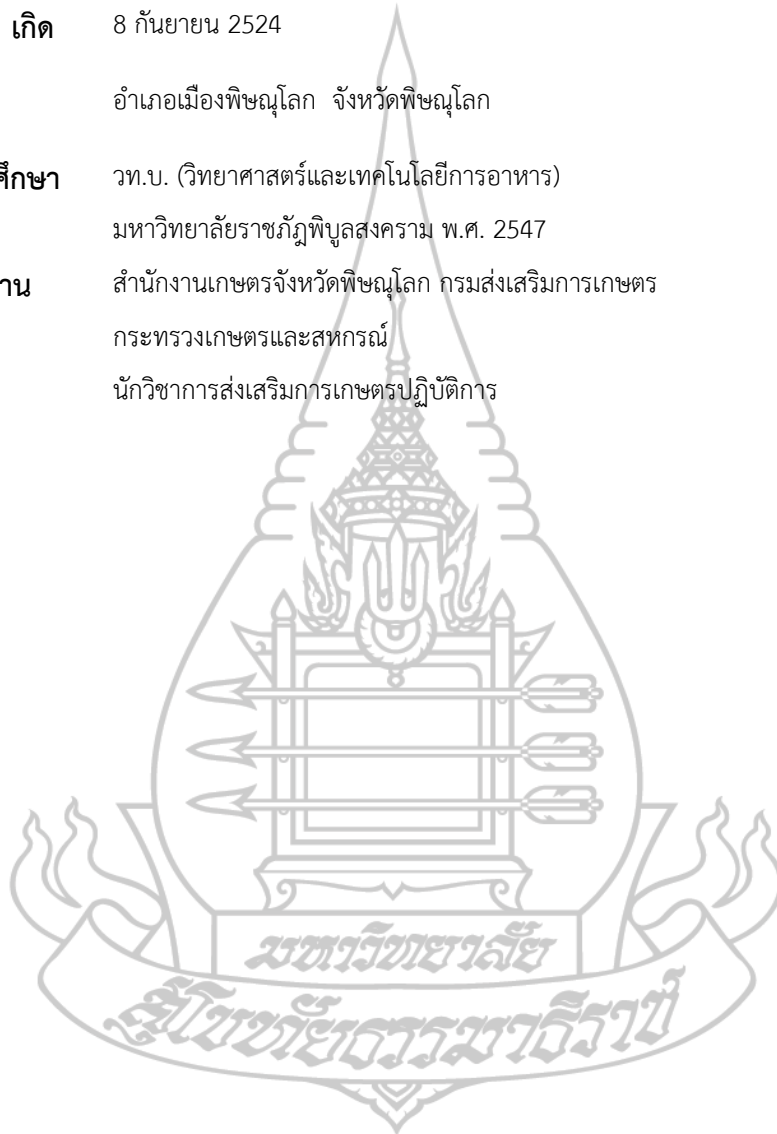 เกิด 8 กันยายน 2524
อำเภอเมืองพิษณุโลก จังหวัดพิษณุโลก
ศึกษา วท.บ. (วิทยาศาสตร์และเทคโนโลยีการอาหาร)
มหาวิทยาลัยราชภัฏพิบูลสงคราม พ.ศ. 2547
าน สำนักงานเกษตรจังหวัดพิษณุโลก กรมส่งเสริมการเกษตร
กระทรวงเกษตรและสหกรณ์
นักวิชาการส่งเสริมการเกษตรปฏิบัติการ
มหาวิทยาลัย
สุโขทัยธรรมาธิราช